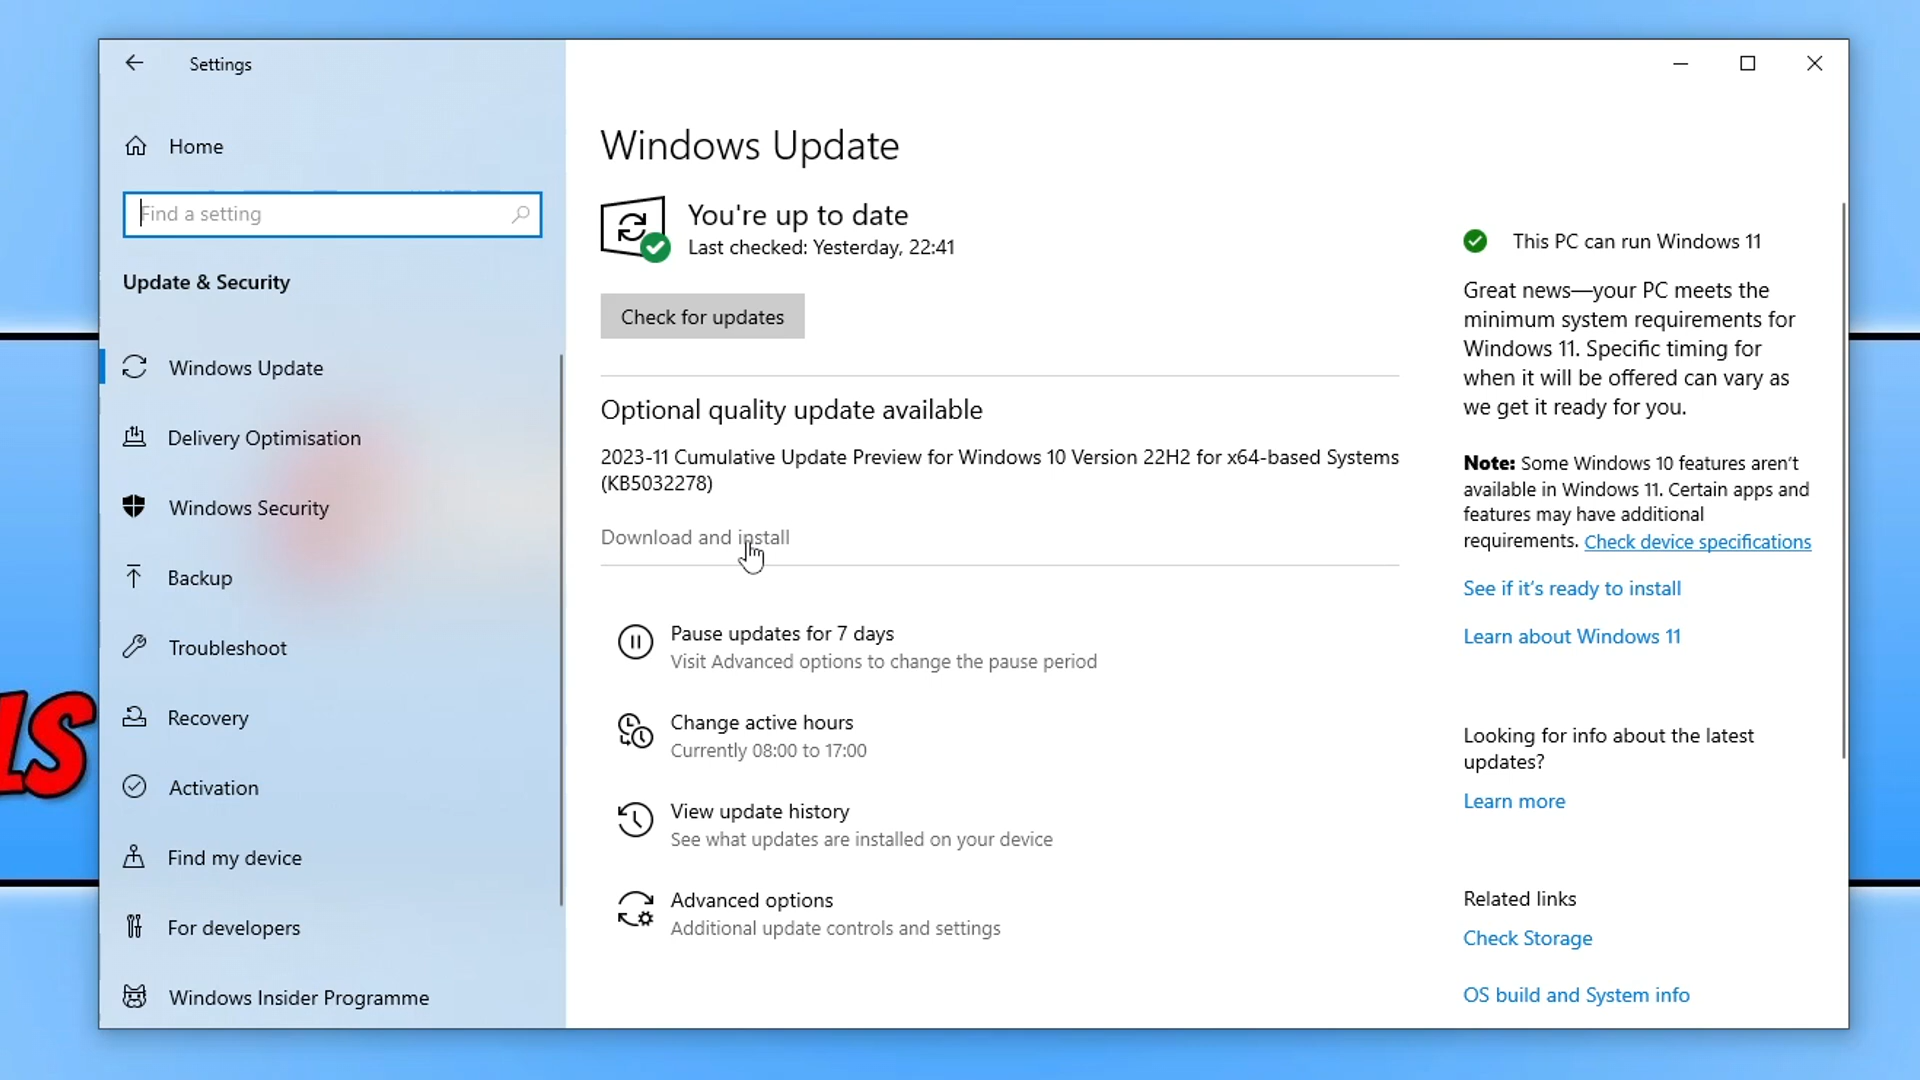 Settings
Home
Find a setting
Update & Security
Windows Update
Delivery Optimisation
Windows Security
Backup
Troubleshoot
Recovery
Activation
Find my device
For developers
Windows Insider Programme
Windows Update
You're up to date
Last checked: Yesterday, 22:41
Check for updates
Optional quality update available
2023-11 Cumulative Update Preview for Windows 10 Version 22H2 for x64-based Systems
(KB5032278)
Download and install
Pause updates for 7 days
Visit Advanced options to change the pause period
Change active hours
Currently 08:00 to 17:00
View update history
See what updates are installed on your device
Advanced options
Additional update controls and settings
This PC can run Windows 11
Great news—your PC meets the
minimum system requirements for
Windows 11. Specific timing for
when it will be offered can vary as
we get it ready for you.
Note: Some Windows 10 features aren't
available in Windows 11. Certain apps and
features may have additional
requirements. Check device specifications
See if it's ready to install
Learn about Windows 11
Looking for info about the latest
updates?
Learn more
Related links
Check Storage
OS build and System info